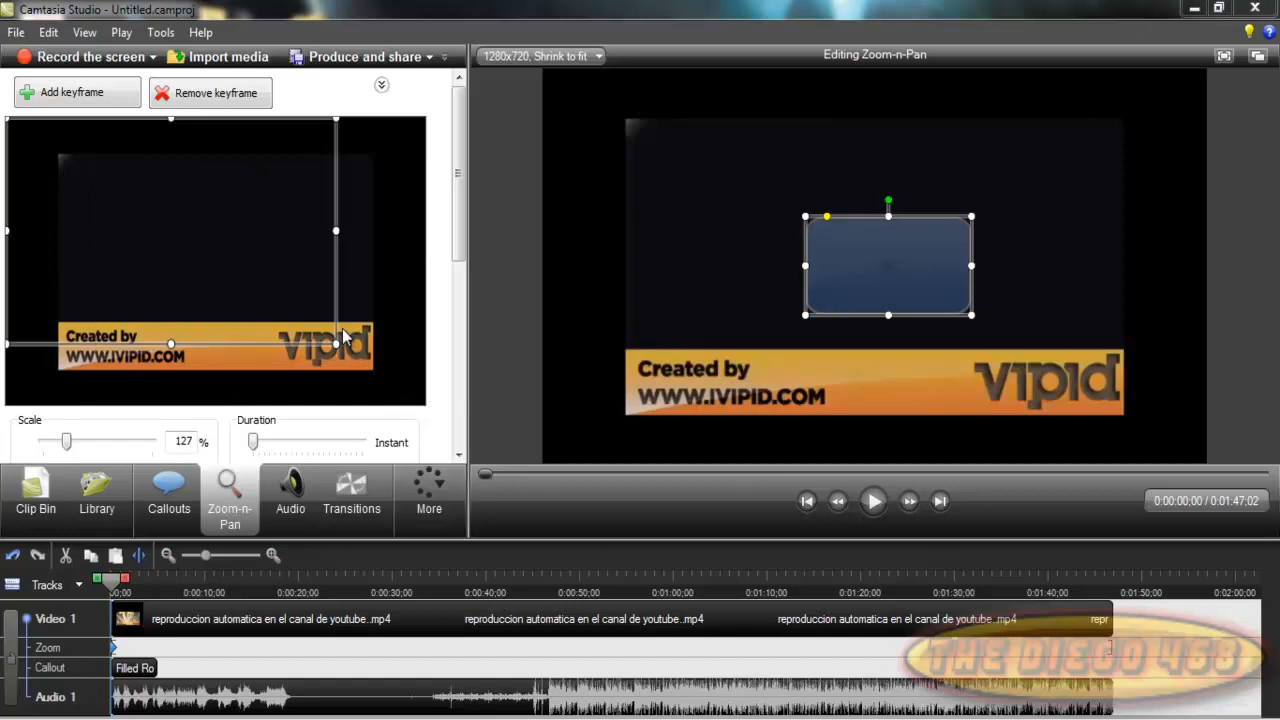 Camtasia Studio - Untitled.camproj
File Edit View Play Tools Help
Record the screen Import media Produce and share
1280x720, Shrink to fit
Editing Zoom-n-Pan
Add keyframe Remove keyframe
Created by
WWW.IVIPID.COM
vipid
Created by
WWW.IVIPID.COM
vipid
Scale
127 %
Duration
Instant
Clip Bin
Library
Callouts
Zoom-n-
Pan
Audio
Transitions
More
0:00:00,00 / 0:01:47,02
Tracks
00;00 0:00:10,00 0:00:20,00 0:00:30,00 0:00:40,00 0:00:50,00 0:01:00,00 0:01:10,00 0:01:20,00 0:01:30,00 0:01:40,00 0:01:50,00 0:02:00,00
Video 1
reproduccion automatica en el canal de youtube..mp4 reproduccion automatica en el canal de youtube..mp4 reproduccion automatica en el canal de youtube..mp4 repr
Zoom
Callout
Filled Ro
Audio 1
THE DIEGO 468